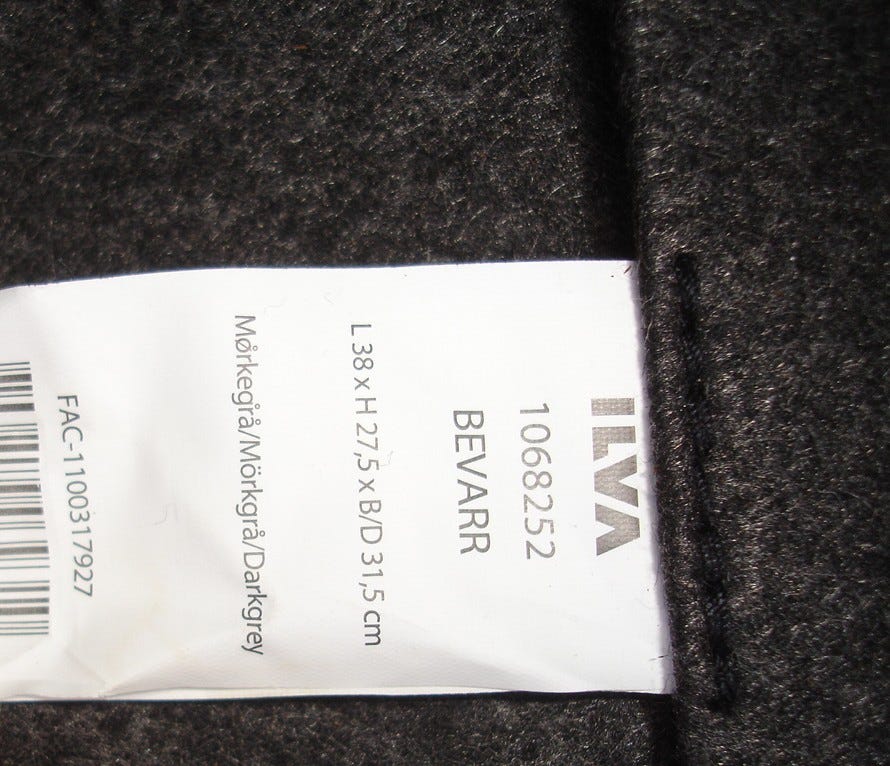 ILVA
1068252
BEVARR
L 38 x H 27,5 x B/D 31,5 cm
Mørkegrå/Mörkgrå/Darkgrey
FAC-1100317927